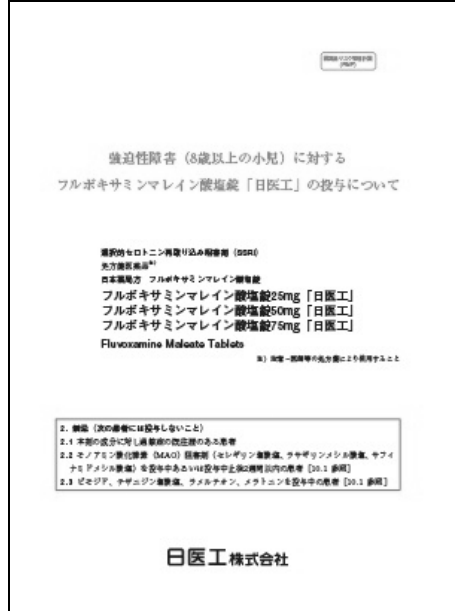 医薬品リスク管理計画
(RMP)
強迫性障害（8歳以上の小児）に対する
フルボキサミンマレイン酸塩錠「日医工」の投与について
選択的セロトニン再取り込み阻害剤（SSRI）
処方箋医薬品注)
日本薬局方 フルボキサミンマレイン酸塩錠
フルボキサミンマレイン酸塩錠25mg「日医工」
フルボキサミンマレイン酸塩錠50mg「日医工」
フルボキサミンマレイン酸塩錠75mg「日医工」
Fluvoxamine Maleate Tablets
注）注意－医師等の処方箋により使用すること
2. 禁忌（次の患者には投与しないこと）
2.1 本剤の成分に対し過敏症の既往歴のある患者
2.2 モノアミン酸化酵素（MAO）阻害剤（セレギリン塩酸塩、ラサギリンメシル酸塩、サフィ
ナミドメシル酸塩）を投与中あるいは投与中止後2週間以内の患者［10.1 参照］
2.3 ピモジド、チザニジン塩酸塩、ラメルテオン、メラトニンを投与中の患者［10.1 参照］
日医工株式会社